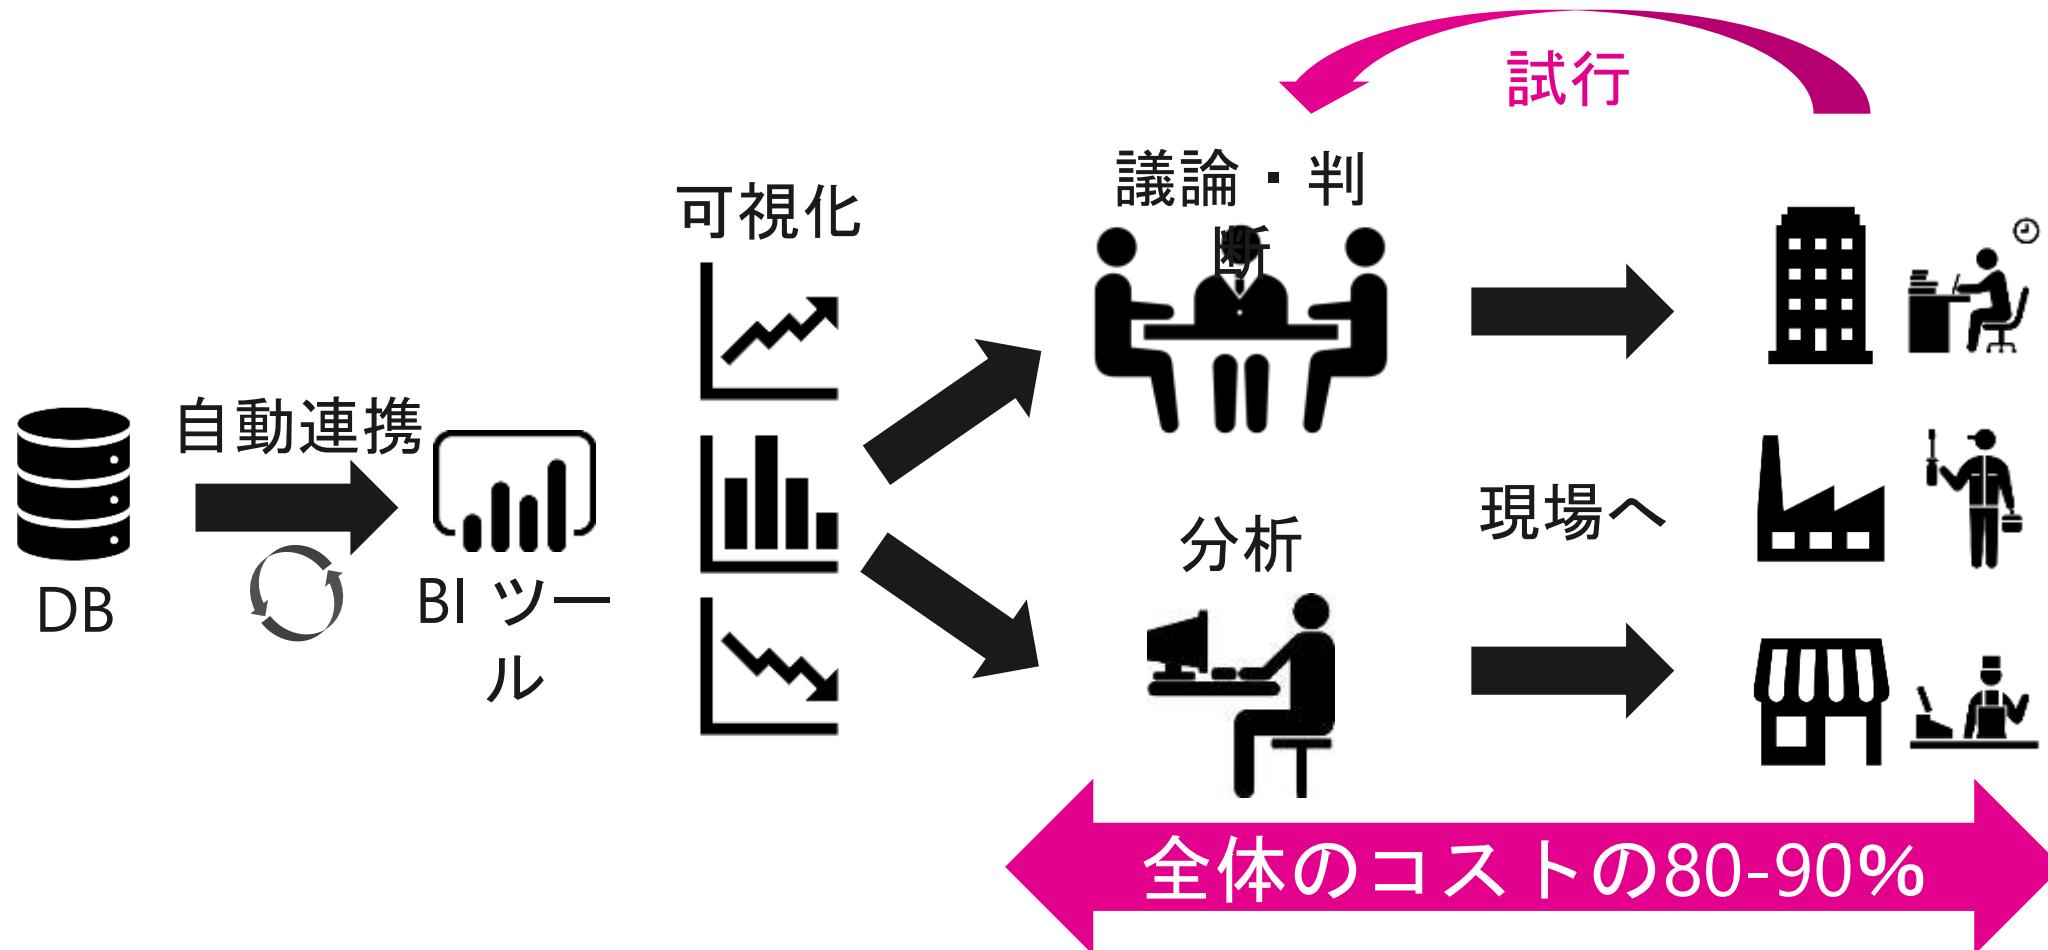 試行
議論・判
断
可視化
自動連携
DB
BI ツー
ル
分析
現場へ
全体のコストの80-90%